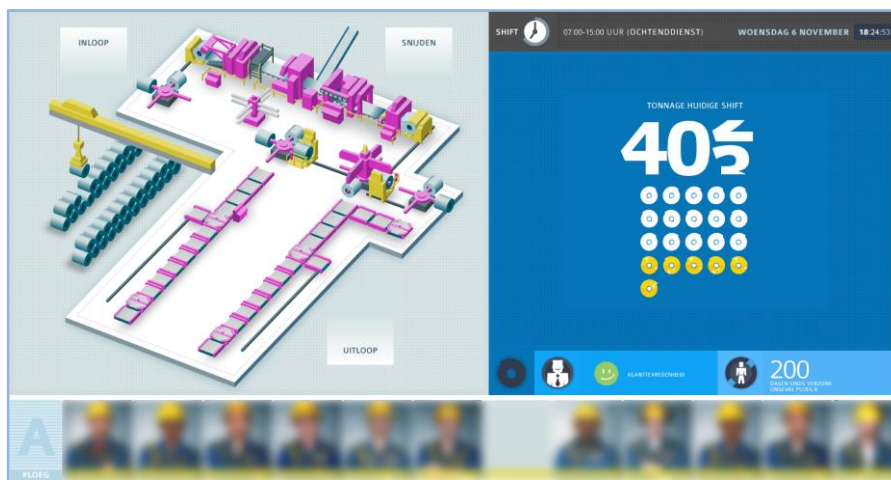 INLOOP
SNIJDEN
UITLOOP
SHIFT
07:00-15:00 UUR (OCHTENDDIENST)
WOENSDAG 6 NOVEMBER
18:24:53
TONNAGE HUIDIGE SHIFT
40
KLANTTEVREDENHEID
200
DAGEN SINDS VERZUIM
ONGEVAL PLOEG B
A
PLOEG